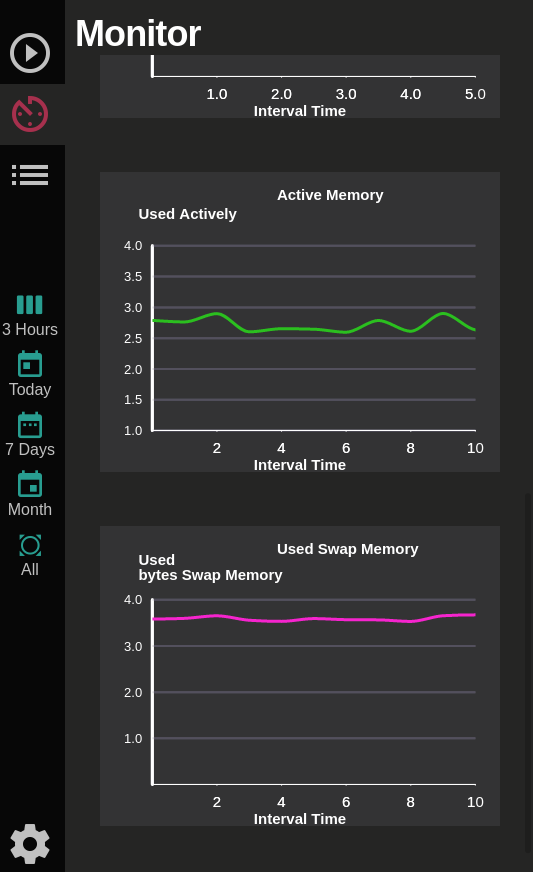 Monitor
1.0 2.0 3.0 4.0 5.0
Interval Time
Active Memory
Used Actively
4.0
3.5
3.0
2.5
2.0
1.5
1.0
2 4 6 8 10
Interval Time
3 Hours
Today
7 Days
Month
All
Used Swap Memory
Used
bytes Swap Memory
4.0
3.0
2.0
1.0
2 4 6 8 10
Interval Time